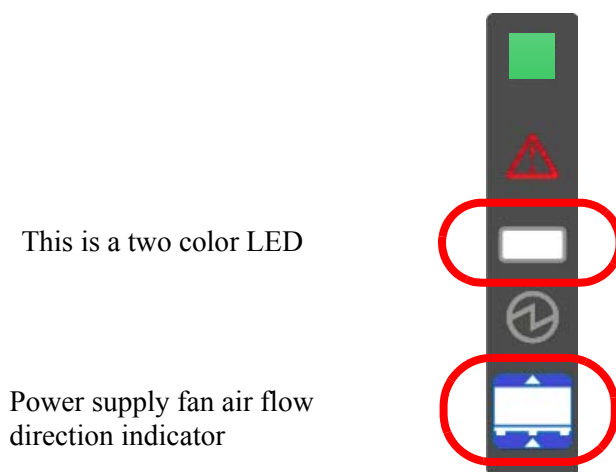 This is a two color LED
Power supply fan air flow
direction indicator